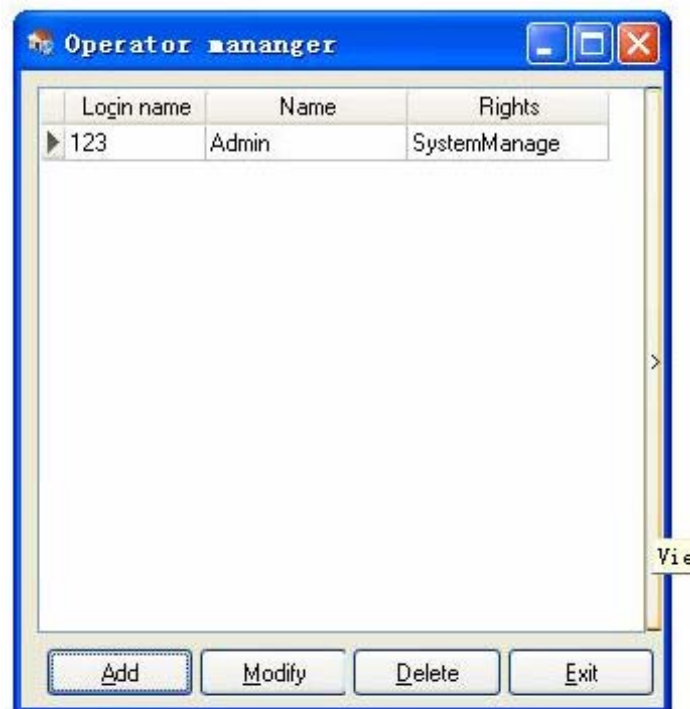 Operator mananger
Login name Name Rights
123 Admin SystemManage
>
Vie
Add Modify Delete Exit